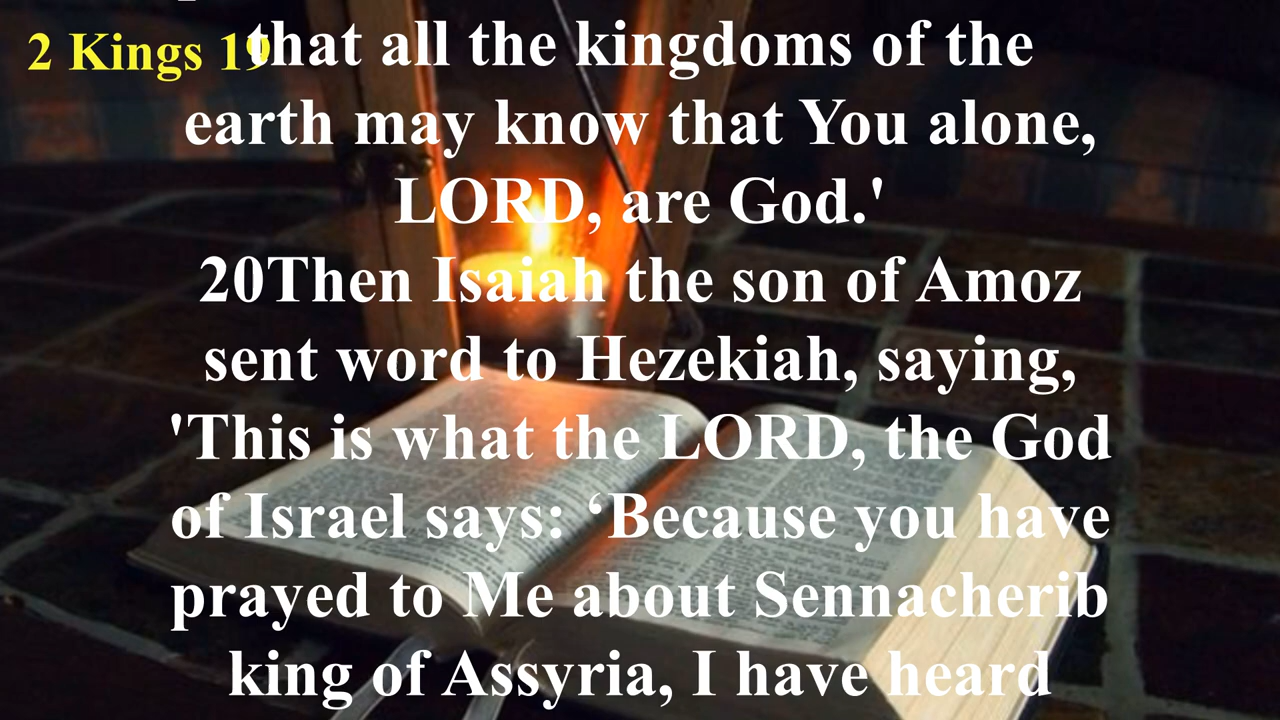 2 Kings 19
that all the kingdoms of the
earth may know that You alone,
LORD, are God.'
20Then Isaiah the son of Amoz
sent word to Hezekiah, saying,
'This is what the LORD, the God
of Israel says: ‘Because you have
prayed to Me about Sennacherib
king of Assyria, I have heard